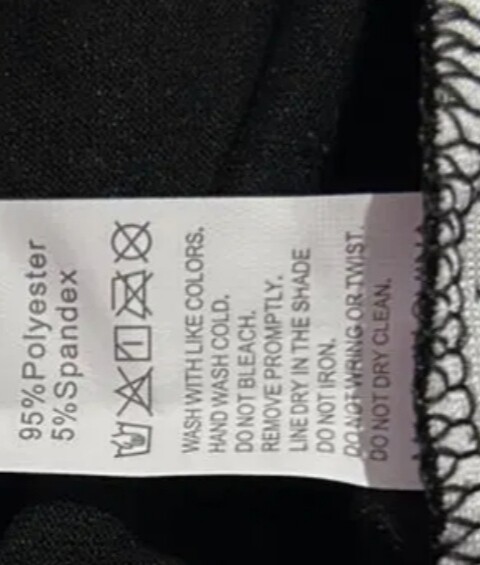 95%Polyester
5%Spandex
WASH WITH LIKE COLORS.
HAND WASH COLD.
DO NOT BLEACH.
REMOVE PROMPTLY.
LINE DRY IN THE SHADE
DO NOT IRON.
DO NOT WRING OR TWIST.
DO NOT DRY CLEAN.